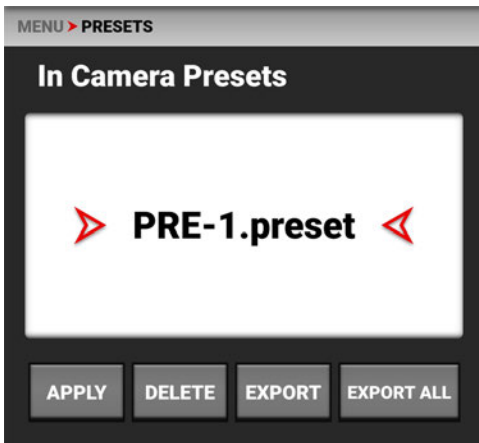 MENU > PRESETS
In Camera Presets
PRE-1.preset
APPLY DELETE EXPORT EXPORT ALL